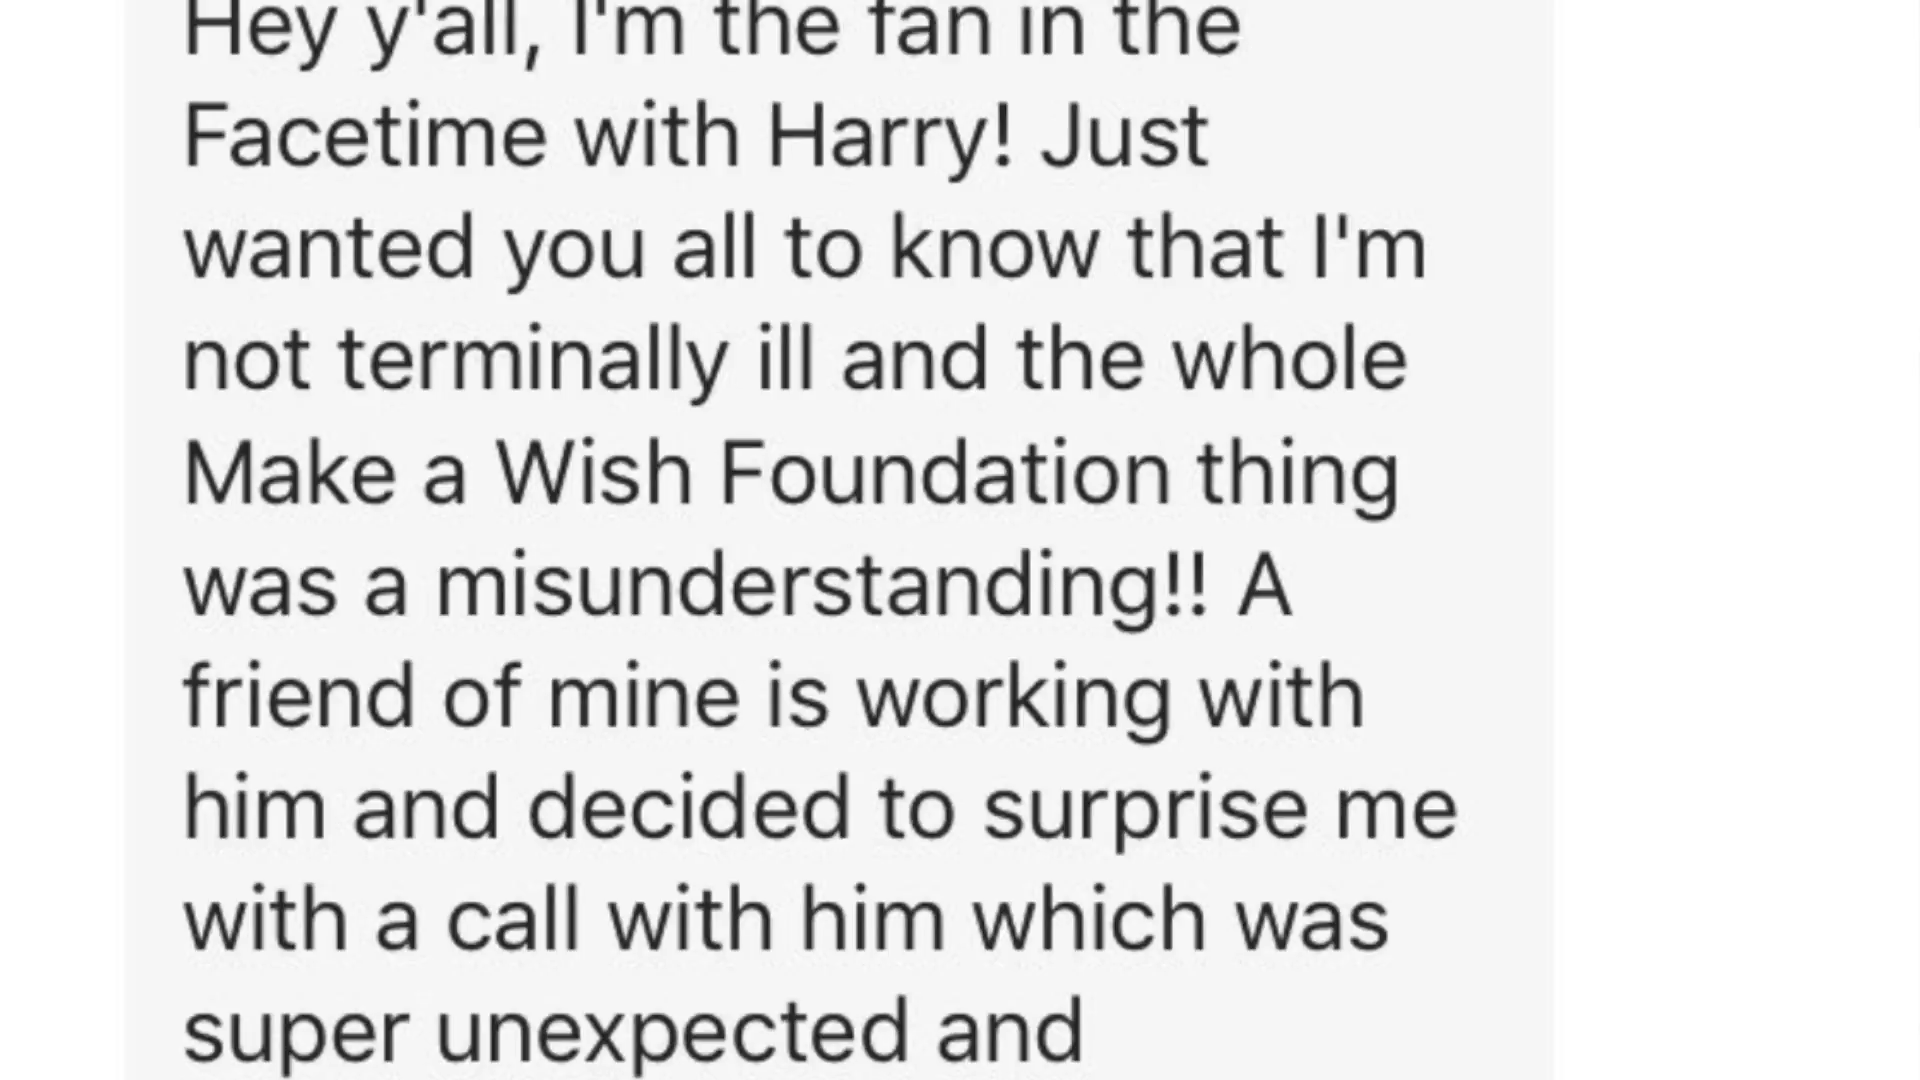 Hey y'all, I'm the fan in the
Facetime with Harry! Just
wanted you all to know that I'm
not terminally ill and the whole
Make a Wish Foundation thing
was a misunderstanding!! A
friend of mine is working with
him and decided to surprise me
with a call with him which was
super unexpected and